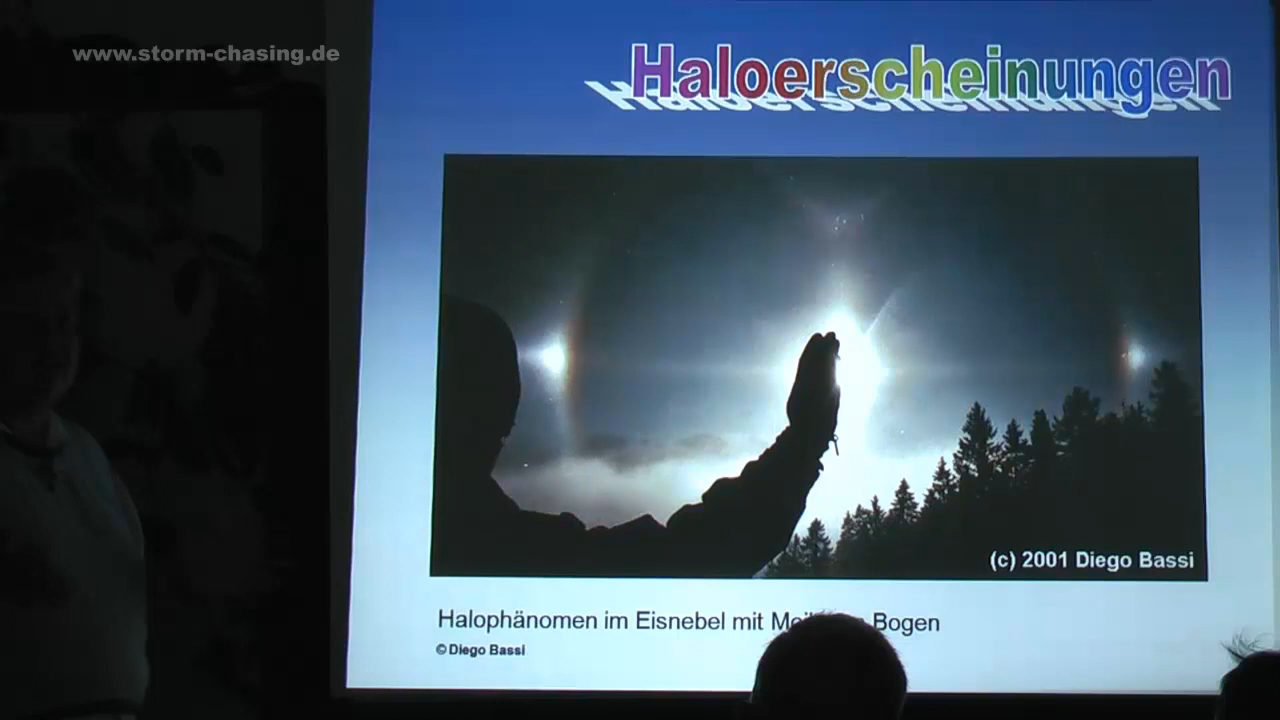 www.storm-chasing.de
Haloerscheinungen
(c) 2001 Diego Bassi
Halophänomen im Eisnebel mit Bogen
© Diego Bassi